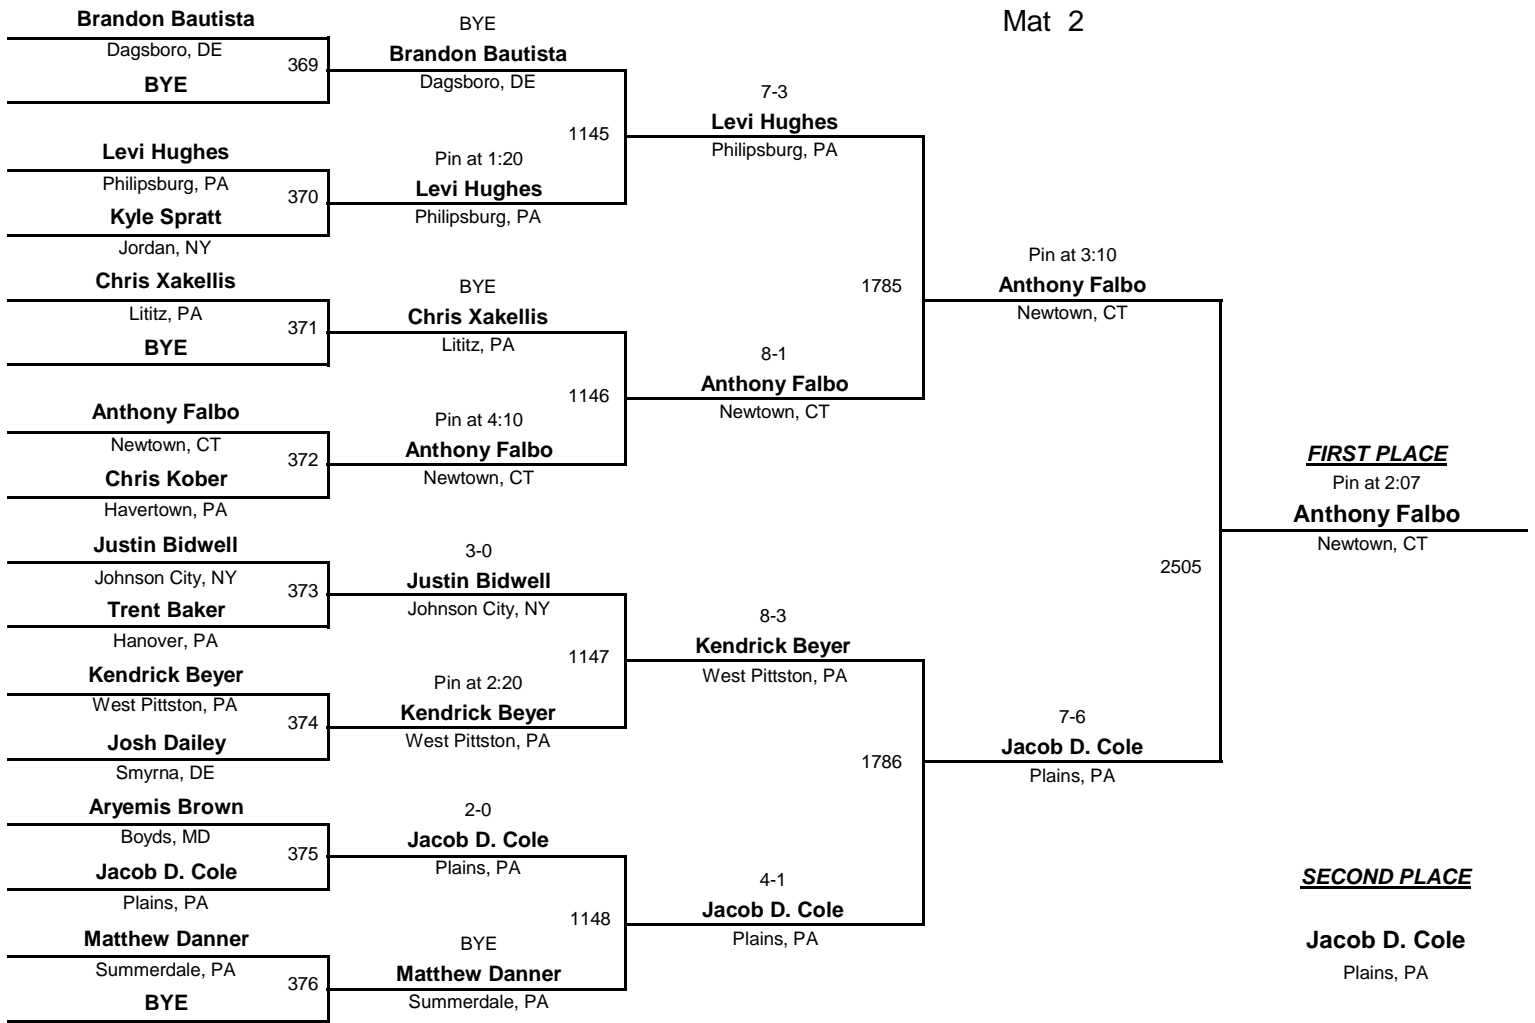 Mat 2
Brandon Bautista
Dagsboro, DE
369
BYE
Levi Hughes
Philipsburg, PA
370
Kyle Spratt
Jordan, NY
Chris Xakellis
Lititz, PA
371
BYE
Anthony Falbo
Newtown, CT
372
Chris Kober
Havertown, PA
Justin Bidwell
Johnson City, NY
373
Trent Baker
Hanover, PA
Kendrick Beyer
West Pittston, PA
374
Josh Dailey
Smyrna, DE
Aryemis Brown
Boyds, MD
375
Jacob D. Cole
Plains, PA
Matthew Danner
Summerdale, PA
376
BYE
BYE
Brandon Bautista
Dagsboro, DE
1145
Pin at 1:20
Levi Hughes
Philipsburg, PA
BYE
Chris Xakellis
Lititz, PA
1146
Pin at 4:10
Anthony Falbo
Newtown, CT
3-0
Justin Bidwell
Johnson City, NY
1147
Pin at 2:20
Kendrick Beyer
West Pittston, PA
2-0
Jacob D. Cole
Plains, PA
1148
BYE
Matthew Danner
Summerdale, PA
7-3
Levi Hughes
Philipsburg, PA
1785
8-1
Anthony Falbo
Newtown, CT
8-3
Kendrick Beyer
West Pittston, PA
1786
4-1
Jacob D. Cole
Plains, PA
Pin at 3:10
Anthony Falbo
Newtown, CT
2505
7-6
Jacob D. Cole
Plains, PA
FIRST PLACE
Pin at 2:07
Anthony Falbo
Newtown, CT
SECOND PLACE
Jacob D. Cole
Plains, PA